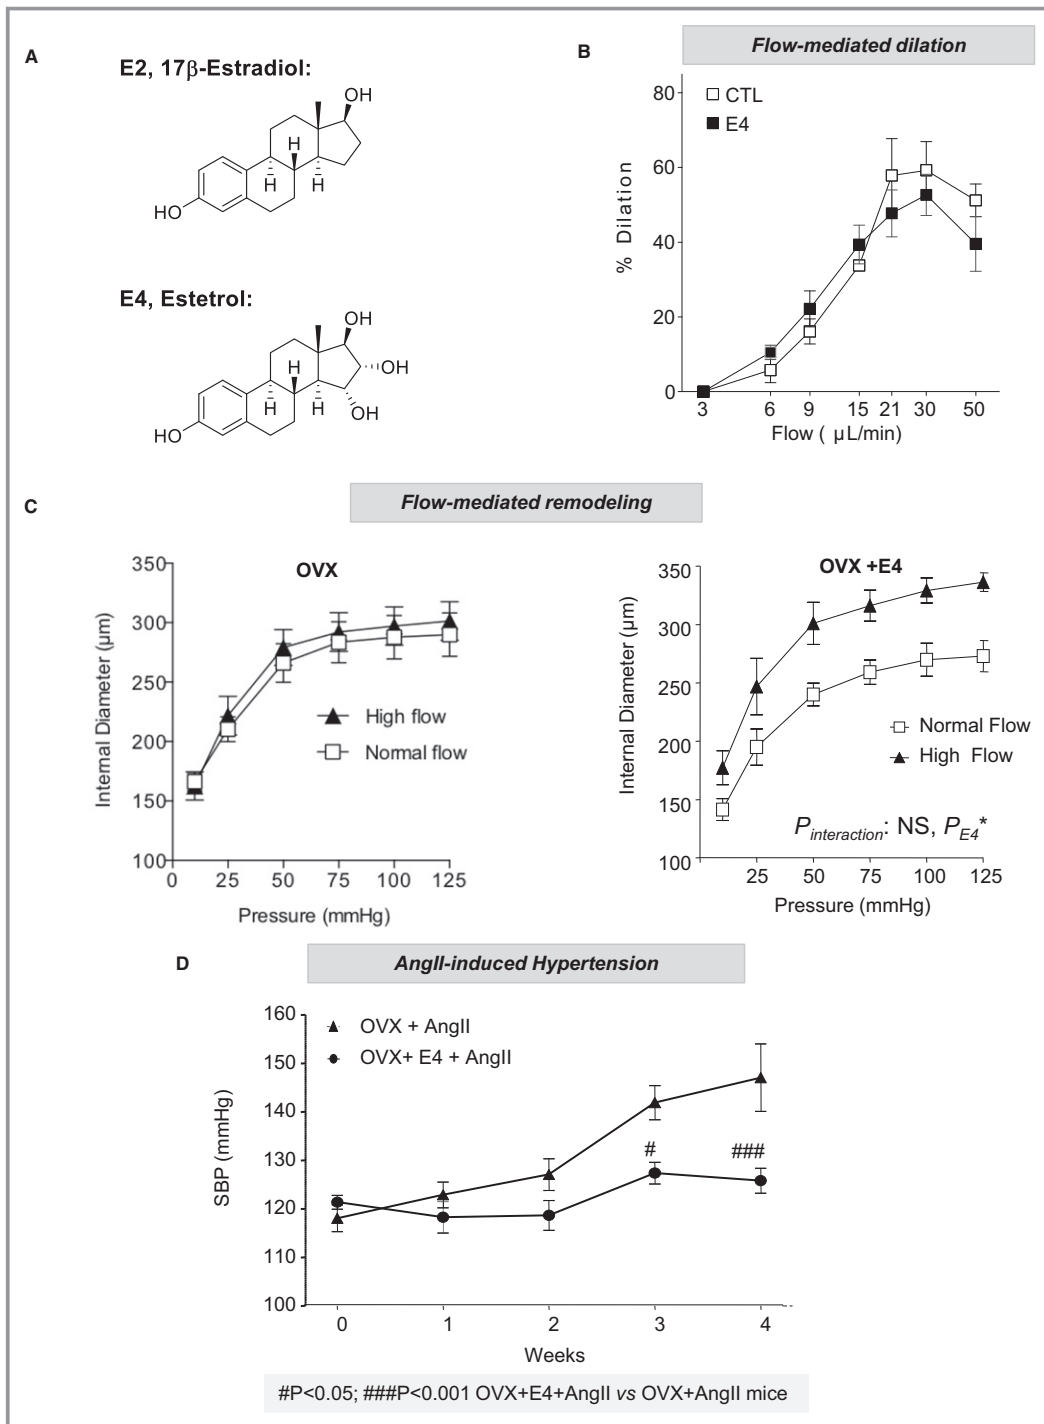 A
E2, 17β-Estradiol:
OH
H
H
H
HO
E4, Estetrol:
OH
OH
H
H
H
OH
HO
B
Flow-mediated dilation
CTL
E4
80
60
40
20
0
% Dilation
3 6 9 15 21 30 50
Flow ( µL/min)
C
Flow-mediated remodeling
OVX
350
300
250
200
150
100
Internal Diameter (µm)
High flow
Normal flow
0 25 50 75 100 125
Pressure (mmHg)
OVX +E4
350
300
250
200
150
100
Internal Diameter (µm)
Normal Flow
High Flow
Pinteraction: NS, PE4*
25 50 75 100 125
Pressure (mmHg)
D
AngII-induced Hypertension
160
150
140
130
120
110
100
SBP (mmHg)
OVX + AngII
OVX+ E4 + AngII
# ###
0 1 2 3 4
Weeks
#P<0.05; ###P<0.001 OVX+E4+AngII vs OVX+AngII mice